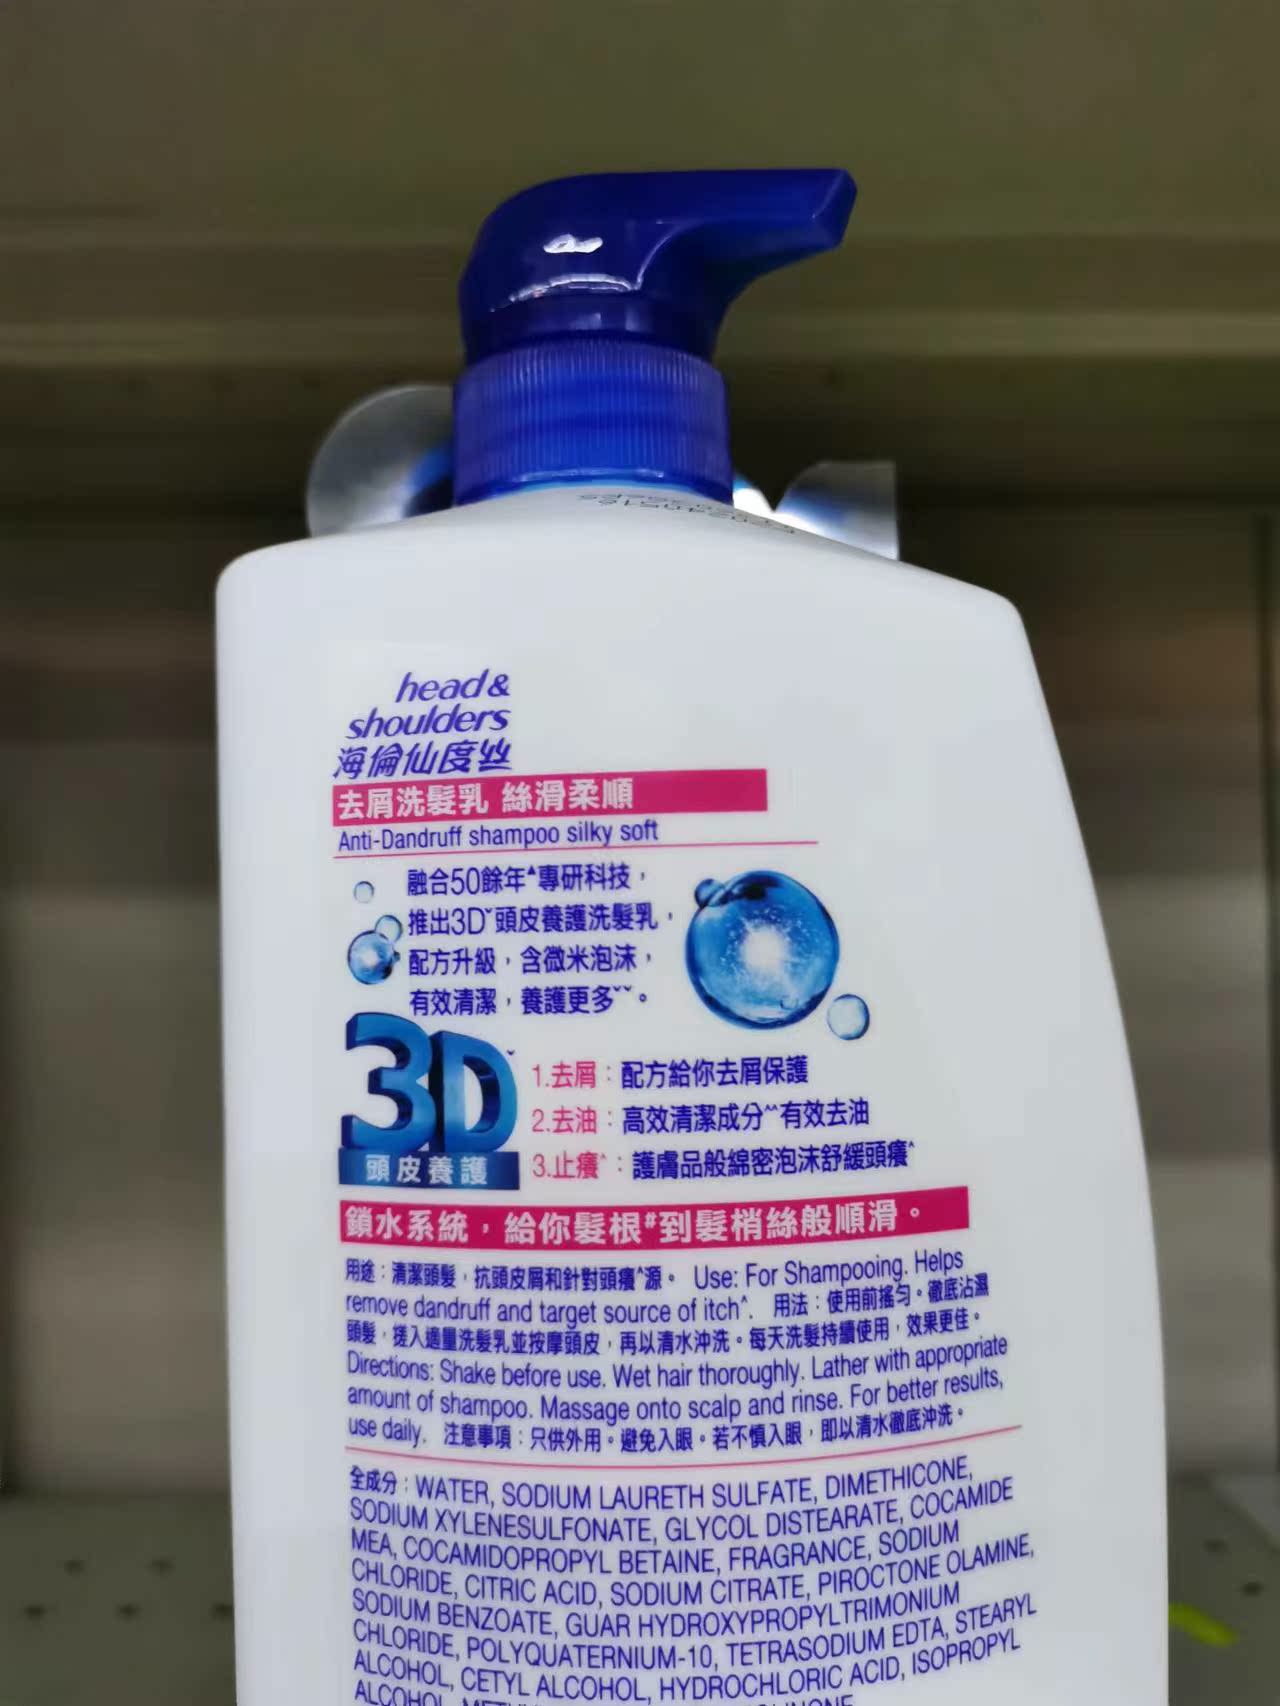 head &
shoulders
海倫仙度丝
去屑洗髮乳 絲滑柔順
Anti-Dandruff shampoo silky soft
融合50餘年▲專研科技，
推出3Dˇ頭皮養護洗髮乳，
配方升級，含微米泡沫，
有效清潔，養護更多ˇˇ。
3Dˇ
頭皮養護
1.去屑：配方給你去屑保護
2.去油：高效清潔成分^^有效去油
3.止癢^：護膚品般綿密泡沫舒緩頭癢^
鎖水系統，給你髮根#到髮梢絲般順滑。
用途：清潔頭髮，抗頭皮屑和針對頭癢^源。 Use: For Shampooing. Helps
remove dandruff and target source of itch^. 用法：使用前搖勻。徹底沾濕
頭髮，搓入適量洗髮乳並按摩頭皮，再以清水沖洗。每天洗髮持續使用，效果更佳。
Directions: Shake before use. Wet hair thoroughly. Lather with appropriate
amount of shampoo. Massage onto scalp and rinse. For better results,
use daily. 注意事項：只供外用。避免入眼。若不慎入眼，即以清水徹底沖洗。
全成分：WATER, SODIUM LAURETH SULFATE, DIMETHICONE,
SODIUM XYLENESULFONATE, GLYCOL DISTEARATE, COCAMIDE
MEA, COCAMIDOPROPYL BETAINE, FRAGRANCE, SODIUM
CHLORIDE, CITRIC ACID, SODIUM CITRATE, PIROCTONE OLAMINE,
SODIUM BENZOATE, GUAR HYDROXYPROPYLTRIMONIUM
CHLORIDE, POLYQUATERNIUM-10, TETRASODIUM EDTA, STEARYL
ALCOHOL, CETYL ALCOHOL, HYDROCHLORIC ACID, ISOPROPYL